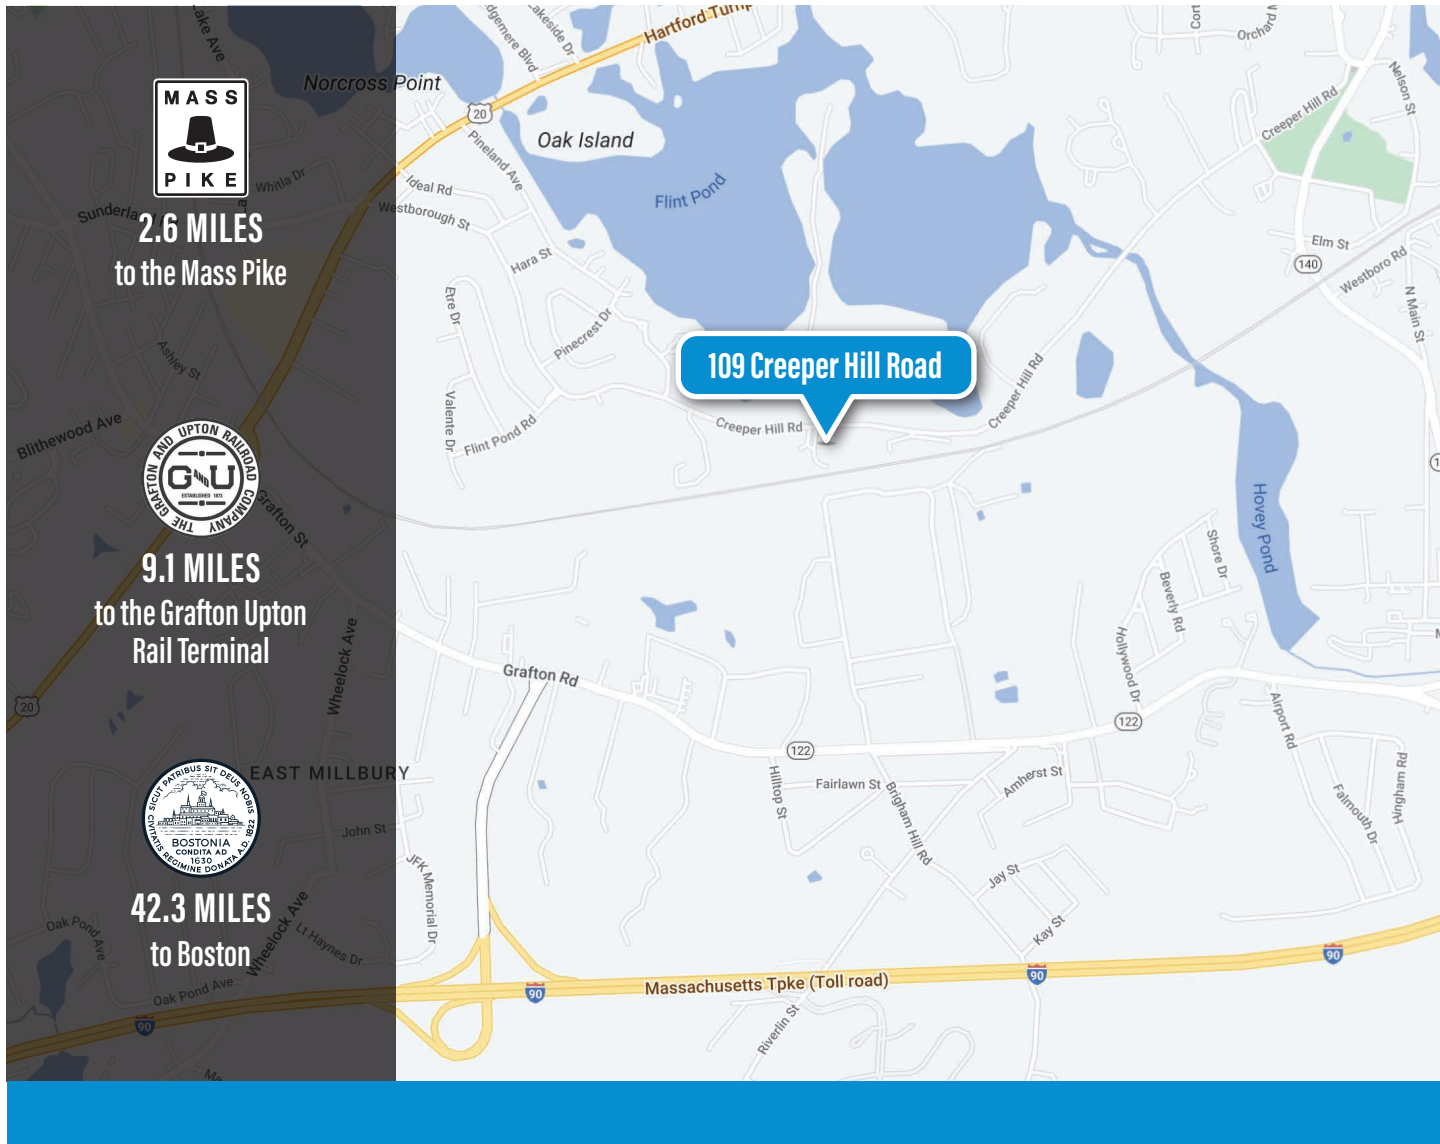 MASS
PIKE
2.6 MILES
to the Mass Pike
THE GRAFTON AND UPTON RAILROAD COMPANY
G AND U
ESTABLISHED 1873
9.1 MILES
to the Grafton Upton
Rail Terminal
SICUT PATRIBUS SIT DEUS NOBIS
CIVITATIS REGIMINE DONATA A.D. 1822
BOSTONIA
CONDITA AD
1630
42.3 MILES
to Boston
109 Creeper Hill Road
Lake Ave
Lakeside Dr
Hartford Turn
Orchard
Cort
Norcross Point
20
Oak Island
Pineland Ave
Creeper Hill Rd
Nelson St
Whitla Dr
Ideal Rd
Westborough St
Flint Pond
Hara St
Elm St
140
Westboro Rd
N Main St
Etre Dr
Pinecrest Dr
Ashley St
Valente Dr
Flint Pond Rd
Creeper Hill Rd
Creeper Hill Rd
Blithewood Ave
Grafton St
Hovey Pond
Shore Dr
Beverly Rd
Hollywood Dr
Wheelock Ave
Grafton Rd
20
122
122
Airport Rd
EAST MILLBURY
Hilltop St
Fairlawn St
Brigham Hill Rd
Amherst St
Falmouth Dr
Hingham Rd
John St
JFK Memorial Dr
Jay St
Kay St
Oak Pond Ave
Wheelock Ave
Lt Haynes Dr
Oak Pond Ave
90
90
Massachusetts Tpke (Toll road)
90
90
Riverlin St